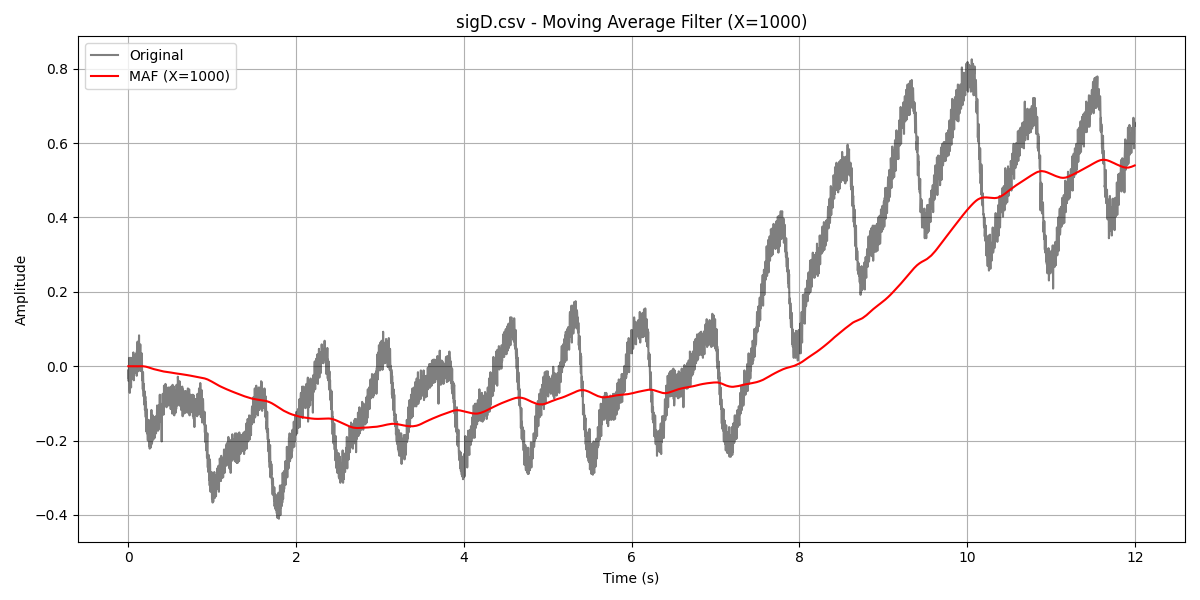 sigD.csv - Moving Average Filter (X=1000)
Original
MAF (X=1000)
Amplitude
0.8
0.6
0.4
0.2
0.0
−0.2
−0.4
0 2 4 6 8 10 12
Time (s)